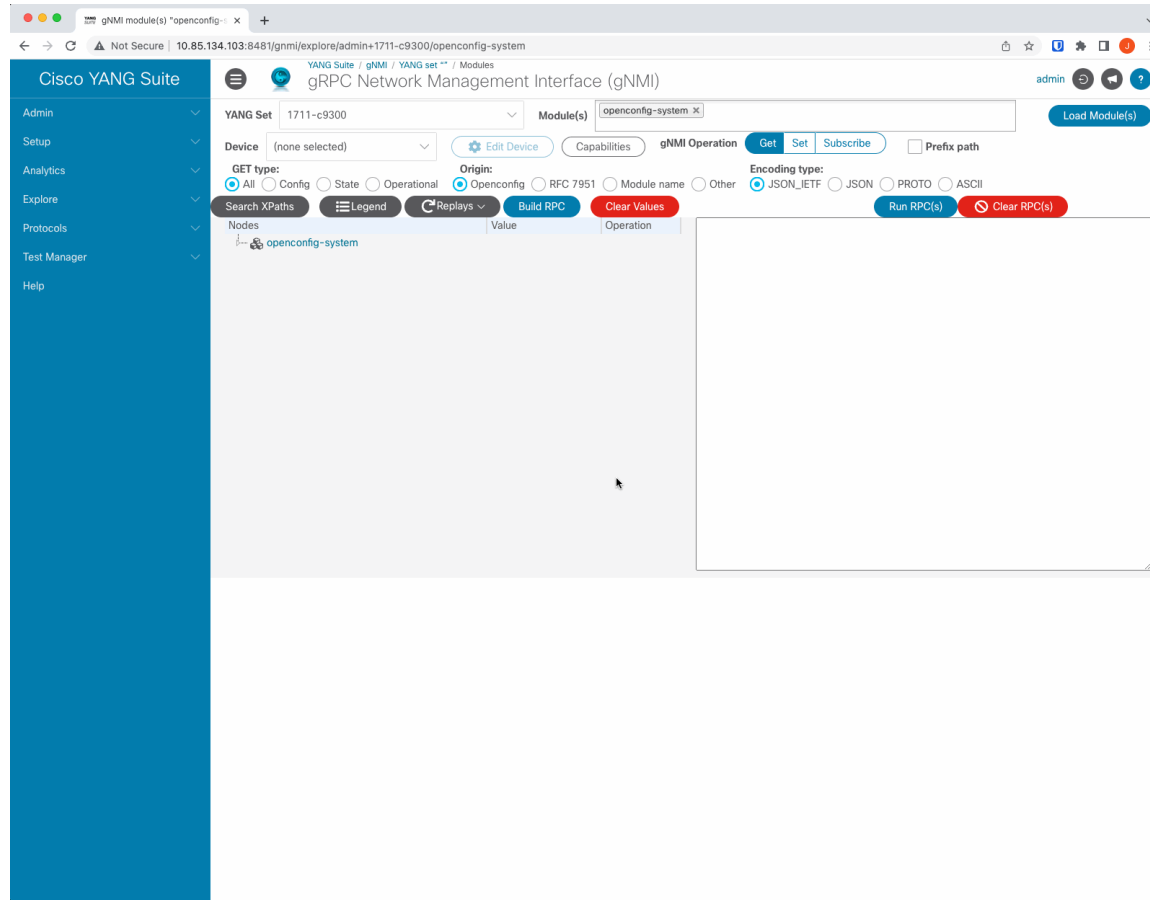 gNMI module(s) "openconfig-s
Not Secure | 10.85.134.103:8481/gnmi/explore/admin+1711-c9300/openconfig-system
J
Cisco YANG Suite
YANG Suite / gNMI / YANG set "" / Modules
gRPC Network Management Interface (gNMI)
admin
?
Admin
Setup
Analytics
Explore
Protocols
Test Manager
Help
YANG Set 1711-c9300 Module(s) openconfig-system × Load Module(s)
Device (none selected) Edit Device Capabilities gNMI Operation Get Set Subscribe Prefix path
GET type: Origin: Encoding type:
All Config State Operational Openconfig RFC 7951 Module name Other JSON_IETF JSON PROTO ASCII
Search XPaths Legend Replays Build RPC Clear Values Run RPC(s) Clear RPC(s)
Nodes Value Operation
openconfig-system